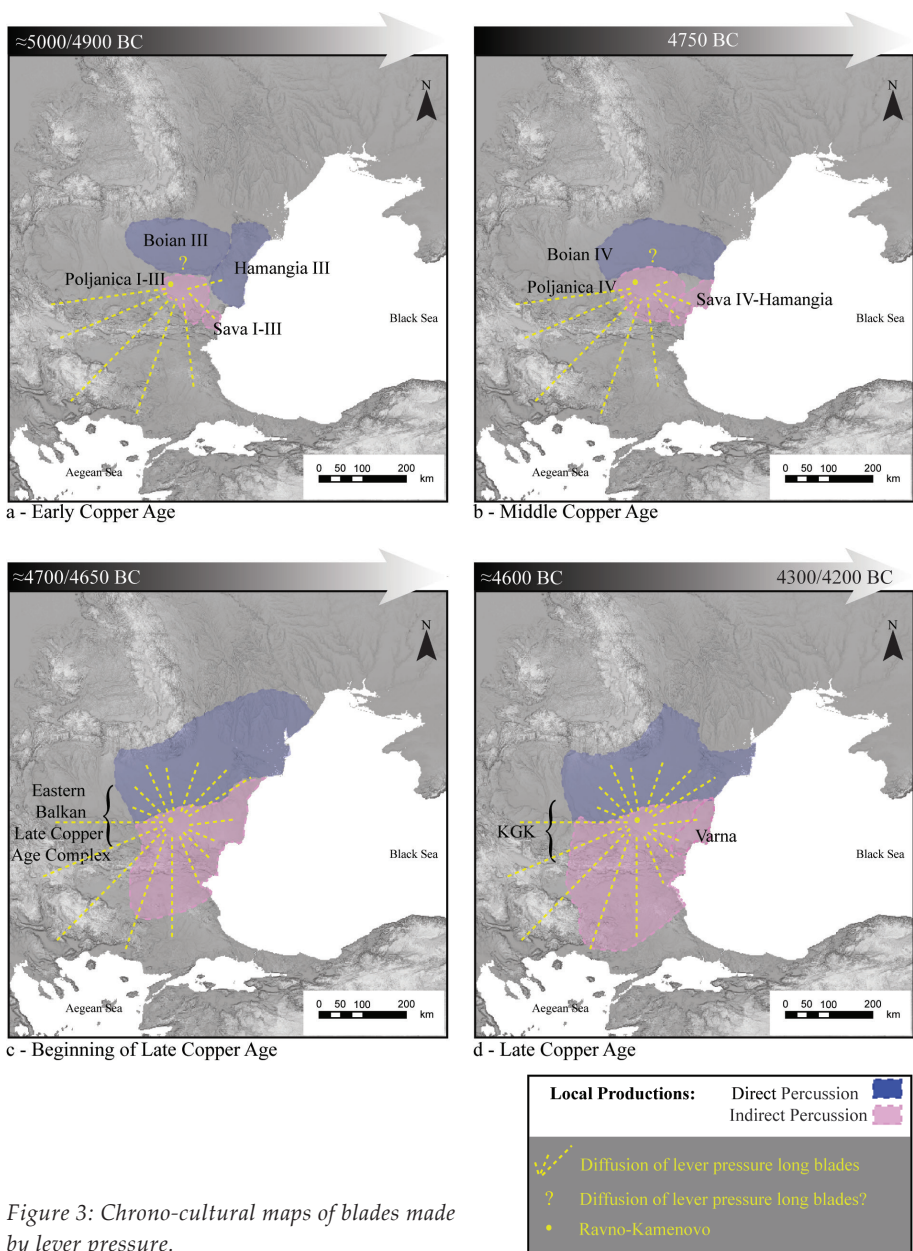 ≈5000/4900 BC
N
Boian III
?
Hamangia III
Poljanica I-III
Sava I-III
Black Sea
Aegean Sea
0 50 100 200
km
a - Early Copper Age
4750 BC
N
Boian IV
?
Poljanica IV
Sava IV-Hamangia
Black Sea
Aegean Sea
0 50 100 200
km
b - Middle Copper Age
≈4700/4650 BC
N
Eastern
Balkan
Late Copper
Age Complex
{
Black Sea
Aegean Sea
0 50 100 200
km
c - Beginning of Late Copper Age
≈4600 BC 4300/4200 BC
N
KGK {
Varna
Black Sea
Aegean Sea
0 50 100 200
km
d - Late Copper Age
Local Productions: Direct Percussion
Indirect Percussion
Diffusion of lever pressure long blades
? Diffusion of lever pressure long blades?
Ravno-Kamenovo
Figure 3: Chrono-cultural maps of blades made
by lever pressure.